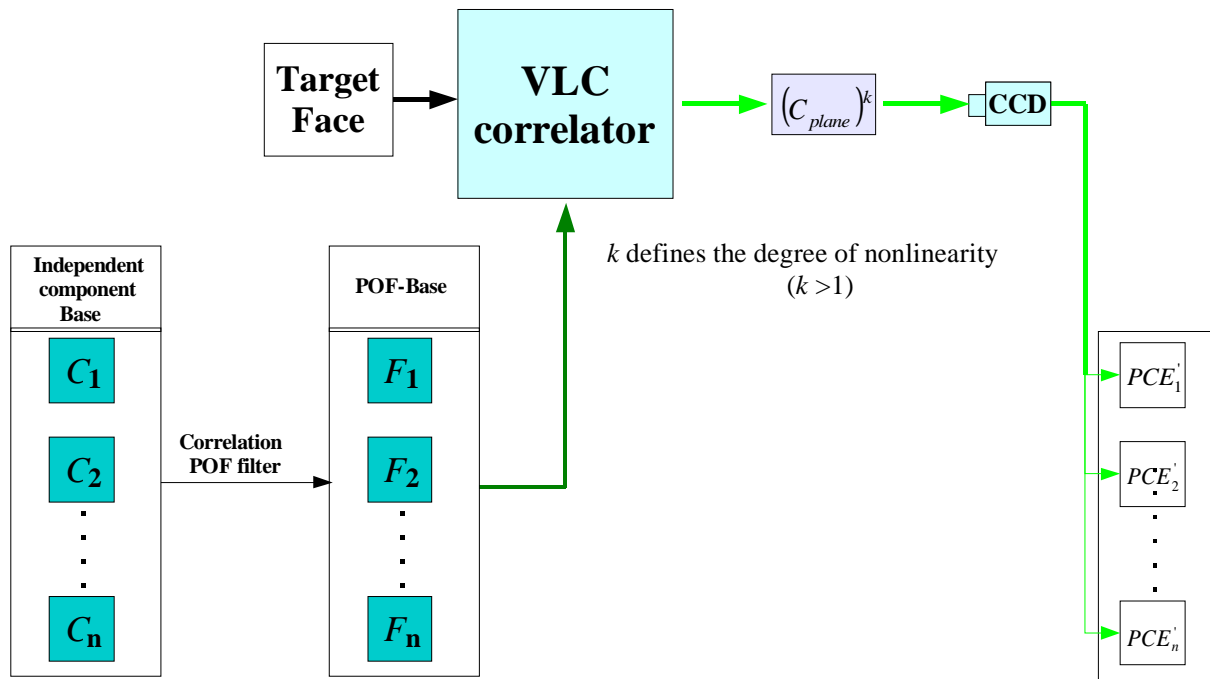 Target
Face
VLC
correlator
(C_plane)^k
CCD
k defines the degree of nonlinearity
(k >1)
Independent
component
Base
POF-Base
C1
C2
Cn
Correlation
POF filter
F1
F2
Fn
PCE'1
PCE'2
PCE'n